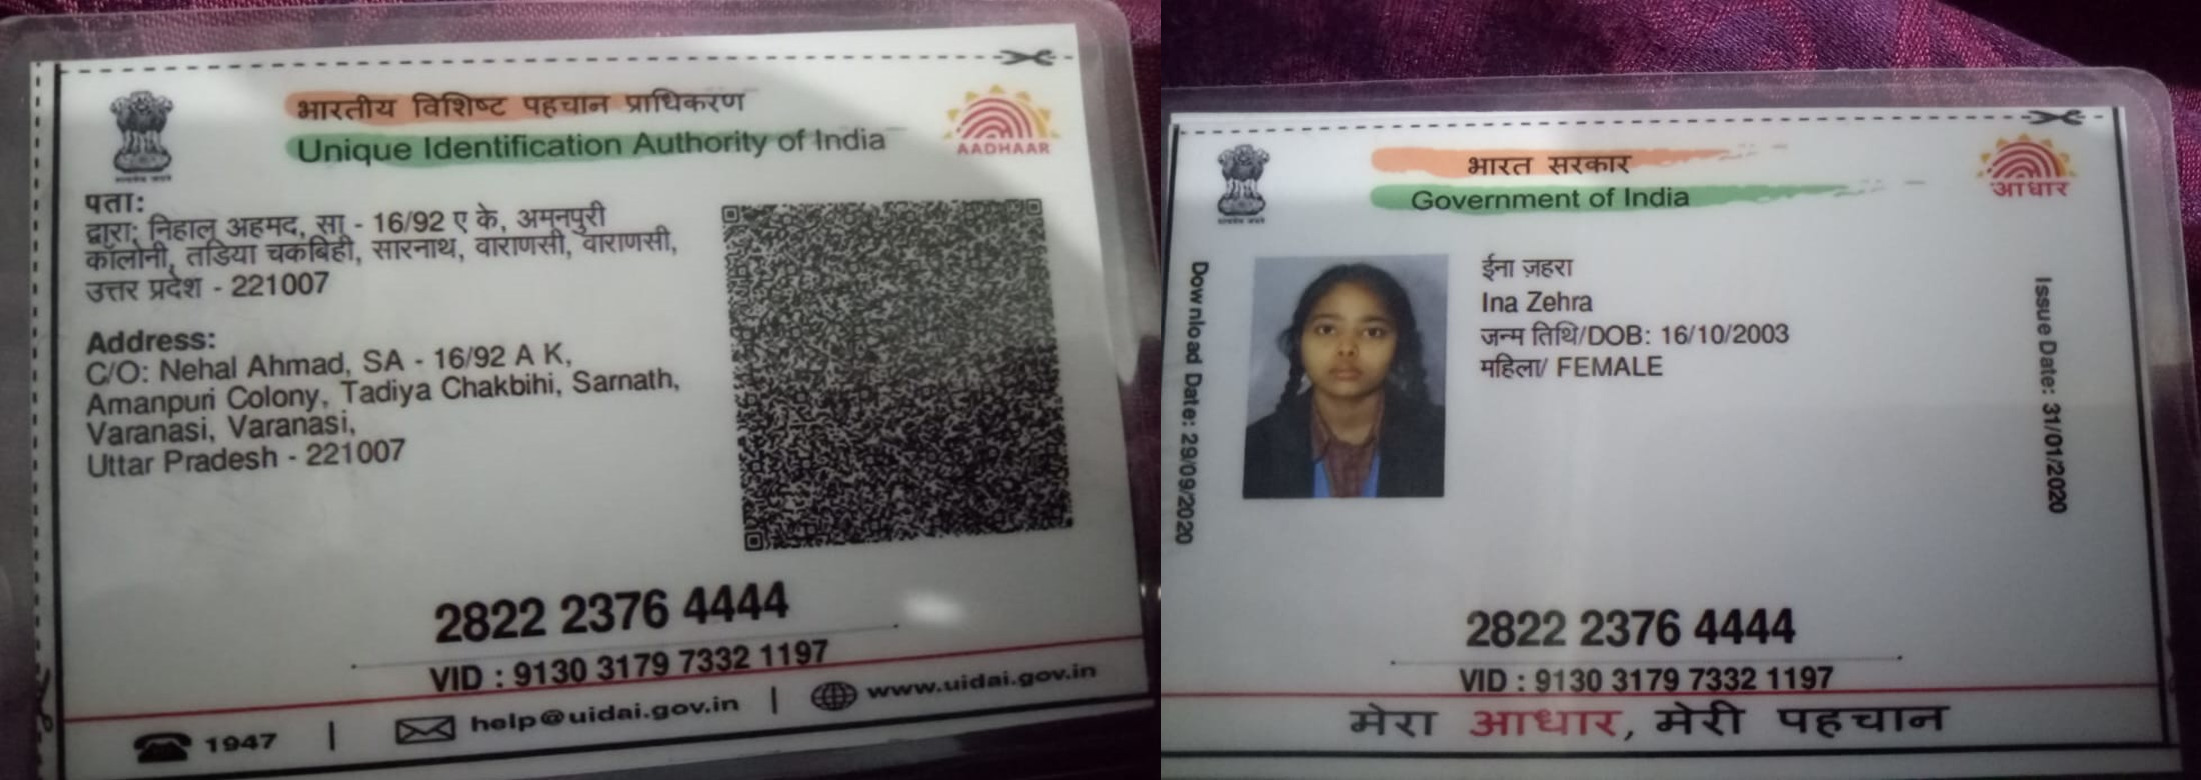 भारतीय विशिष्ट पहचान प्राधिकरण
Unique Identification Authority of India
AADHAAR
पता:
द्वारा: निहाल अहमद, सा - 16/92 ए के, अमनपुरी
कालोनी, तडिया चकबिही, सारनाथ, वाराणसी, वाराणसी,
उत्तर प्रदेश - 221007
Address:
C/O: Nehal Ahmad, SA - 16/92 A K,
Amanpuri Colony, Tadiya Chakbihi, Sarnath,
Varanasi, Varanasi,
Uttar Pradesh - 221007
2822 2376 4444
VID : 9130 3179 7332 1197
1947 | help@uidai.gov.in | www.uidai.gov.in
भारत सरकार
Government of India
आधार
Download Date: 29/09/2020
ईना ज़हरा
Ina Zehra
जन्म तिथि/DOB: 16/10/2003
महिला/ FEMALE
Issue Date: 31/01/2020
2822 2376 4444
VID : 9130 3179 7332 1197
मेरा आधार, मेरी पहचान